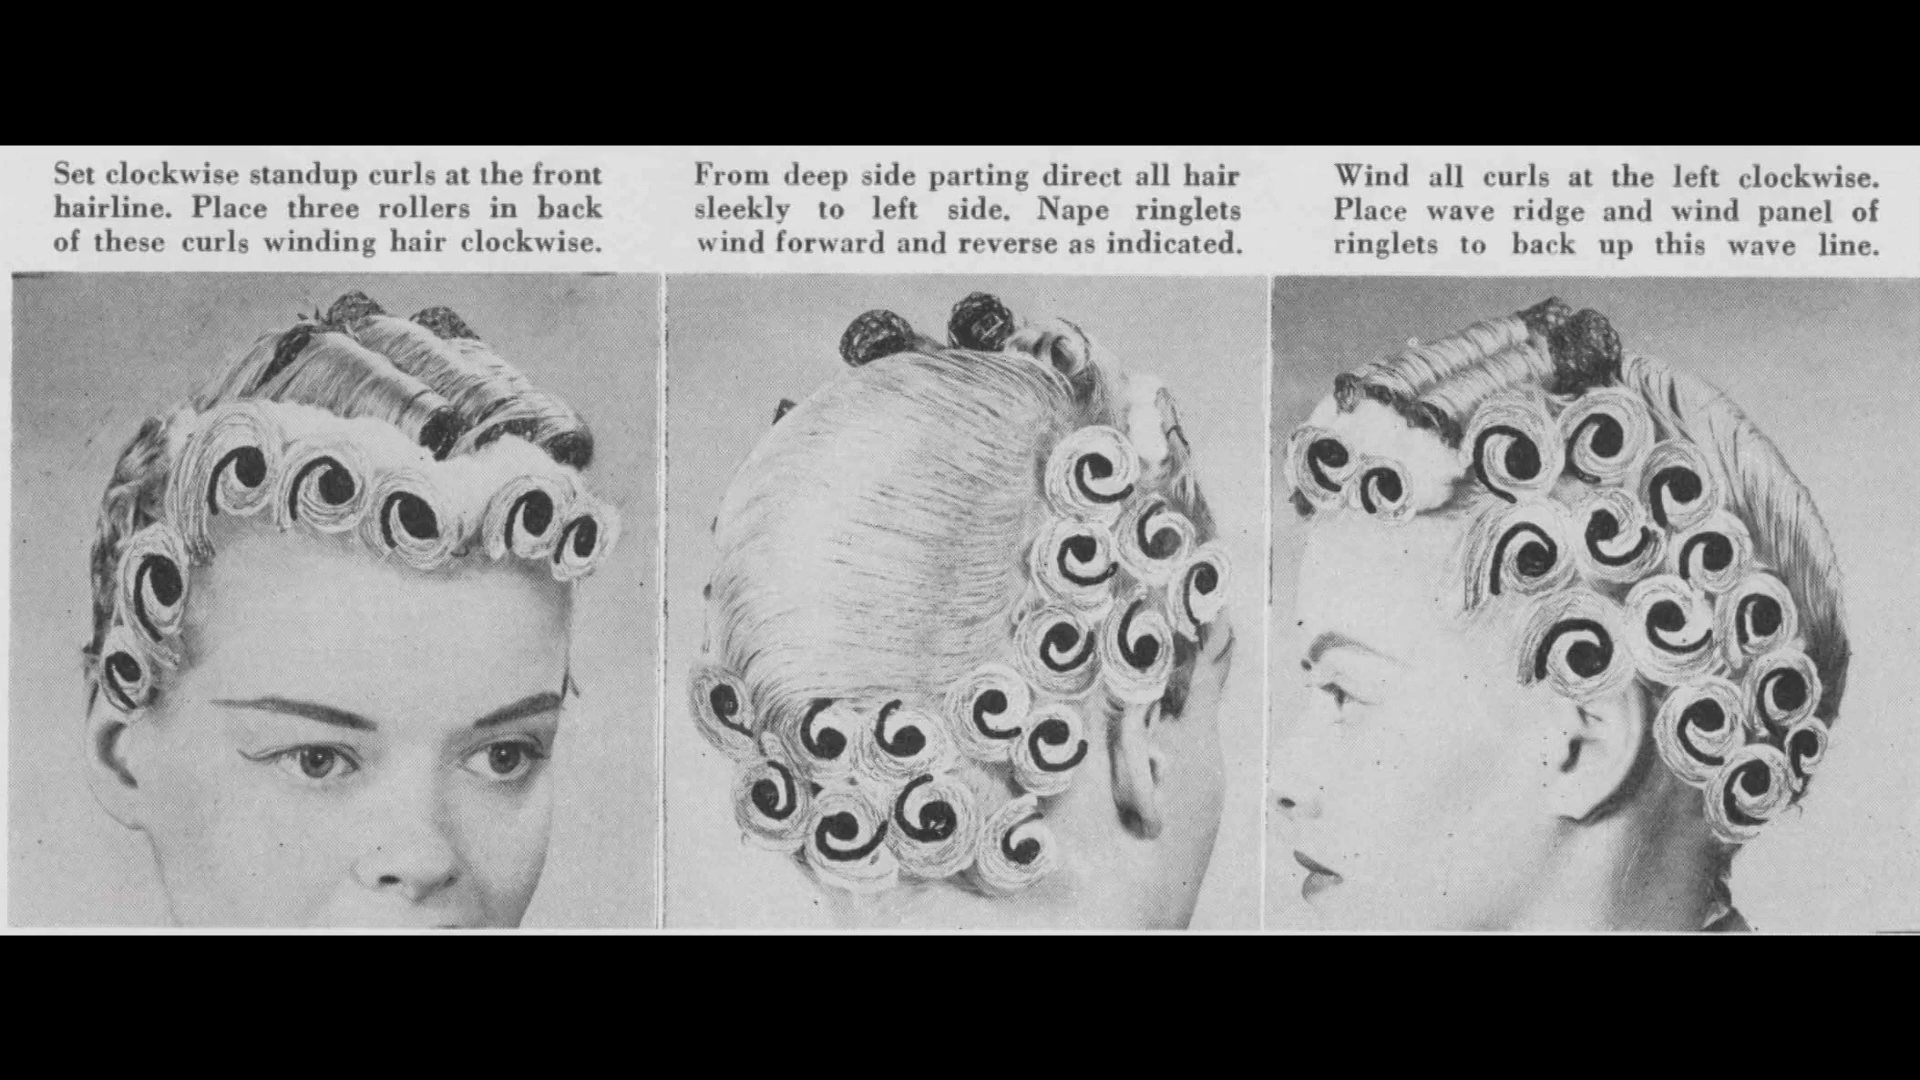 Set clockwise standup curls at the front
hairline. Place three rollers in back
of these curls winding hair clockwise.
From deep side parting direct all hair
sleekly to left side. Nape ringlets
wind forward and reverse as indicated.
Wind all curls at the left clockwise.
Place wave ridge and wind panel of
ringlets to back up this wave line.